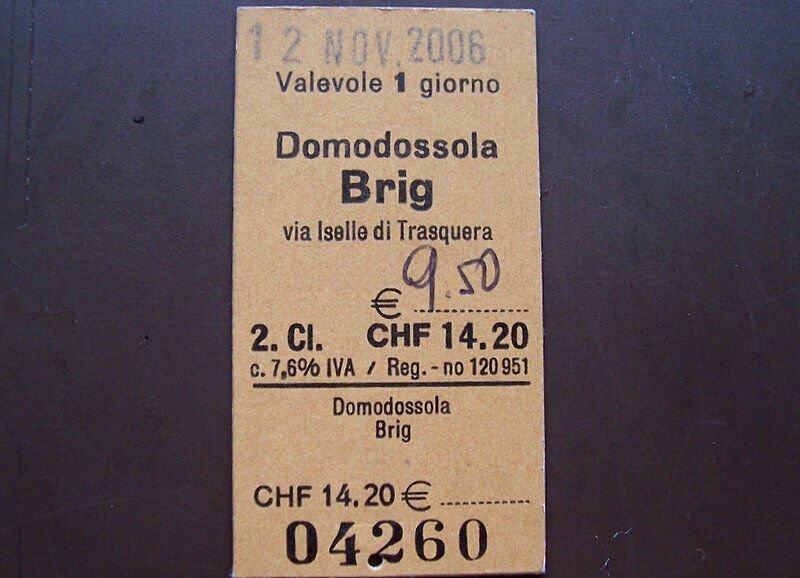 12 NOV. 2006
Valevole 1 giorno
Domodossola
Brig
via Iselle di Trasquera
€ 9.50
2. Cl. CHF 14.20
c. 7,6% IVA / Reg. - no 120 951
Domodossola
Brig
CHF 14.20 €
04260